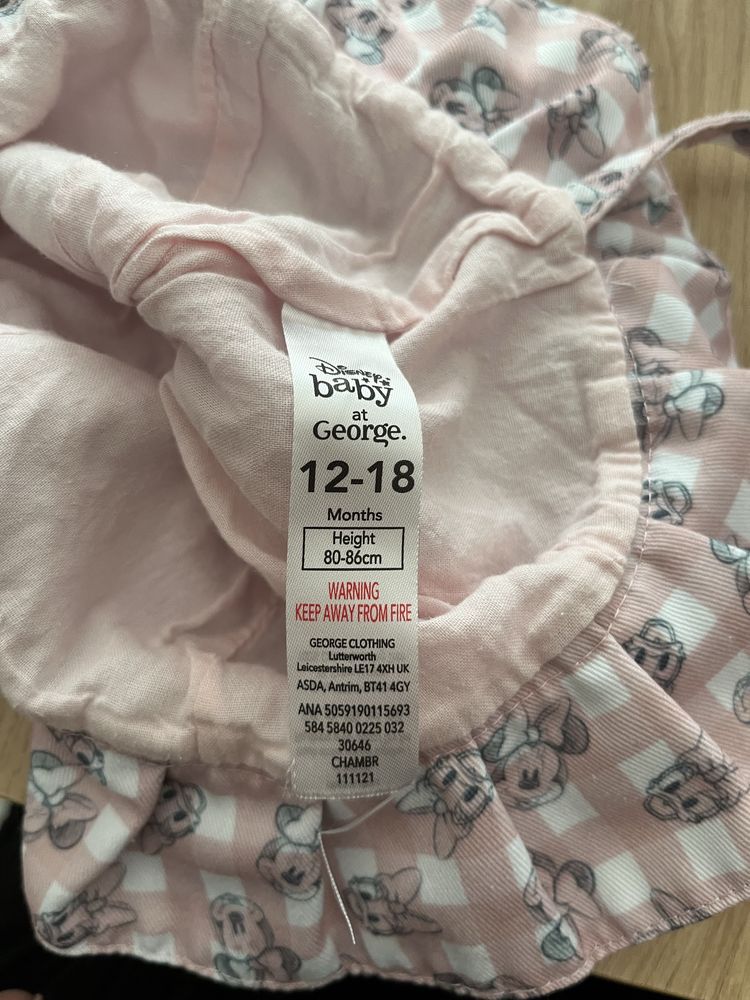 Disney
baby
at
George.
12-18
Months
Height
80-86cm
WARNING
KEEP AWAY FROM FIRE
GEORGE CLOTHING
Lutterworth
Leicestershire LE17 4XH UK
ASDA, Antrim, BT41 4GY
ANA 5059190115693
584 5840 0225 032
30646
CHAMBR
111121